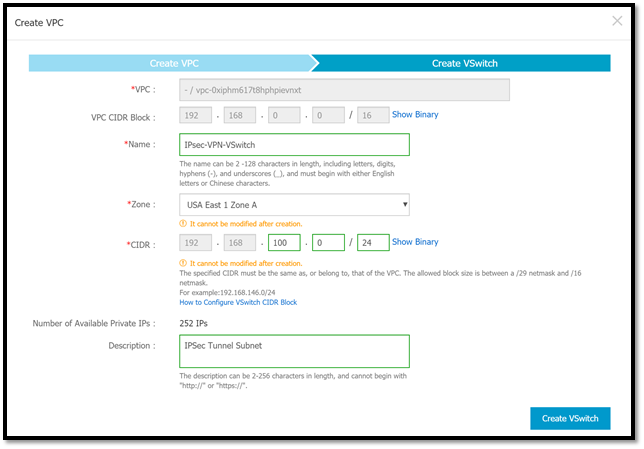 Create VPC
Create VPC
Create VSwitch
*VPC :
- / vpc-0xiphm617t8hphpievnxt
VPC CIDR Block :
192 . 168 . 0 . 0 / 16 Show Binary
*Name :
IPsec-VPN-VSwitch
The name can be 2 -128 characters in length, including letters, digits,
hyphens (-), and underscores (_), and must begin with either English
letters or Chinese characters.
*Zone :
USA East 1 Zone A
It cannot be modified after creation.
*CIDR :
192 . 168 . 100 . 0 / 24 Show Binary
It cannot be modified after creation.
The specified CIDR must be the same as, or belong to, that of the VPC. The allowed block size is between a /29 netmask and /16
netmask.
For example:192.168.146.0/24
How to Configure VSwitch CIDR Block
Number of Available Private IPs :
252 IPs
Description :
IPSec Tunnel Subnet
The description can be 2-256 characters in length, and cannot begin with
"http://" or "https://".
Create VSwitch